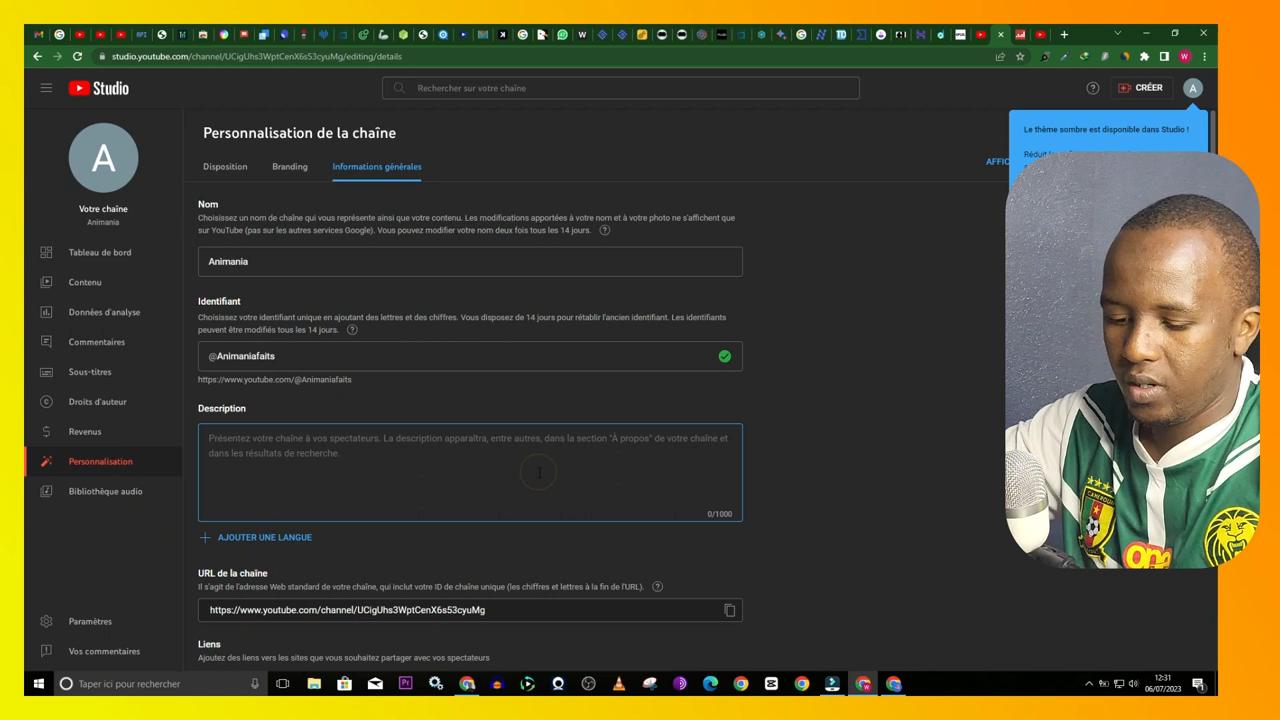 studio.youtube.com/channel/UCigUhs3WptCenX6s53cyuMg/editing/details
Studio
Rechercher sur votre chaîne
CRÉER
A
Le thème sombre est disponible dans Studio !
A
Personnalisation de la chaîne
Disposition
Branding
Informations générales
Votre chaîne
Animania
Nom
Choisissez un nom de chaîne qui vous représente ainsi que votre contenu. Les modifications apportées à votre nom et à votre photo ne s'affichent que
sur YouTube (pas sur les autres services Google). Vous pouvez modifier votre nom deux fois tous les 14 jours.
Animania
Tableau de bord
Contenu
Données d'analyse
Commentaires
Sous-titres
Droits d'auteur
Revenus
Personnalisation
Bibliothèque audio
Identifiant
Choisissez votre identifiant unique en ajoutant des lettres et des chiffres. Vous disposez de 14 jours pour rétablir l'ancien identifiant. Les identifiants
peuvent être modifiés tous les 14 jours.
@Animaniafaits
https://www.youtube.com/@Animaniafaits
Description
Présentez votre chaîne à vos spectateurs. La description apparaîtra, entre autres, dans la section "À propos" de votre chaîne et
dans les résultats de recherche.
0/1000
AJOUTER UNE LANGUE
URL de la chaîne
Il s'agit de l'adresse Web standard de votre chaîne, qui inclut votre ID de chaîne unique (les chiffres et lettres à la fin de l'URL).
https://www.youtube.com/channel/UCigUhs3WptCenX6s53cyuMg
Liens
Ajoutez des liens vers les sites que vous souhaitez partager avec vos spectateurs
Paramètres
Vos commentaires
Taper ici pour rechercher
12:31
06/07/2023